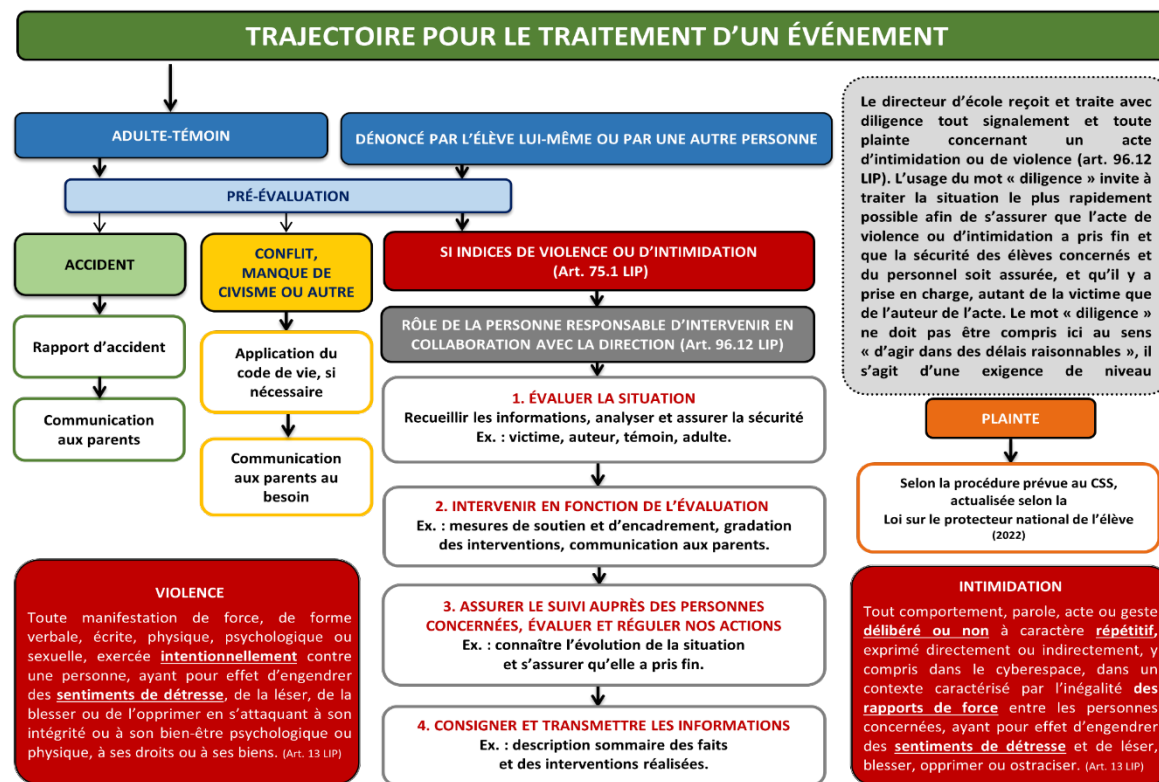 TRAJECTOIRE POUR LE TRAITEMENT D'UN ÉVÉNEMENT
ADULTE-TÉMOIN
DÉNONCÉ PAR L'ÉLÈVE LUI-MÊME OU PAR UNE AUTRE PERSONNE
PRÉ-ÉVALUATION
ACCIDENT
Rapport d'accident
Communication
aux parents
CONFLIT,
MANQUE DE
CIVISME OU AUTRE
Application du
code de vie, si
nécessaire
Communication
aux parents au
besoin
SI INDICES DE VIOLENCE OU D'INTIMIDATION
(Art. 75.1 LIP)
RÔLE DE LA PERSONNE RESPONSABLE D'INTERVENIR EN
COLLABORATION AVEC LA DIRECTION (Art. 96.12 LIP)
1. ÉVALUER LA SITUATION
Recueillir les informations, analyser et assurer la sécurité
Ex. : victime, auteur, témoin, adulte.
2. INTERVENIR EN FONCTION DE L'ÉVALUATION
Ex. : mesures de soutien et d'encadrement, gradation
des interventions, communication aux parents.
3. ASSURER LE SUIVI AUPRÈS DES PERSONNES
CONCERNÉES, ÉVALUER ET RÉGULER NOS ACTIONS
Ex. : connaître l'évolution de la situation
et s'assurer qu'elle a pris fin.
4. CONSIGNER ET TRANSMETTRE LES INFORMATIONS
Ex. : description sommaire des faits
et des interventions réalisées.
Le directeur d'école reçoit et traite avec
diligence tout signalement et toute
plainte concernant un acte
d'intimidation ou de violence (art. 96.12
LIP). L'usage du mot « diligence » invite à
traiter la situation le plus rapidement
possible afin de s'assurer que l'acte de
violence ou d'intimidation a pris fin et
que la sécurité des élèves concernés et
du personnel soit assurée, et qu'il y a
prise en charge, autant de la victime que
de l'auteur de l'acte. Le mot « diligence »
ne doit pas être compris ici au sens
« d'agir dans des délais raisonnables », il
s'agit d'une exigence de niveau
PLAINTE
Selon la procédure prévue au CSS,
actualisée selon la
Loi sur le protecteur national de l'élève
(2022)
VIOLENCE
Toute manifestation de force, de forme
verbale, écrite, physique, psychologique ou
sexuelle, exercée intentionnellement contre
une personne, ayant pour effet d'engendrer
des sentiments de détresse, de la léser, de la
blesser ou de l'opprimer en s'attaquant à son
intégrité ou à son bien-être psychologique ou
physique, à ses droits ou à ses biens. (Art. 13 LIP)
INTIMIDATION
Tout comportement, parole, acte ou geste
délibéré ou non à caractère répétitif,
exprimé directement ou indirectement, y
compris dans le cyberespace, dans un
contexte caractérisé par l'inégalité des
rapports de force entre les personnes
concernées, ayant pour effet d'engendrer
des sentiments de détresse et de léser,
blesser, opprimer ou ostraciser. (Art. 13 LIP)